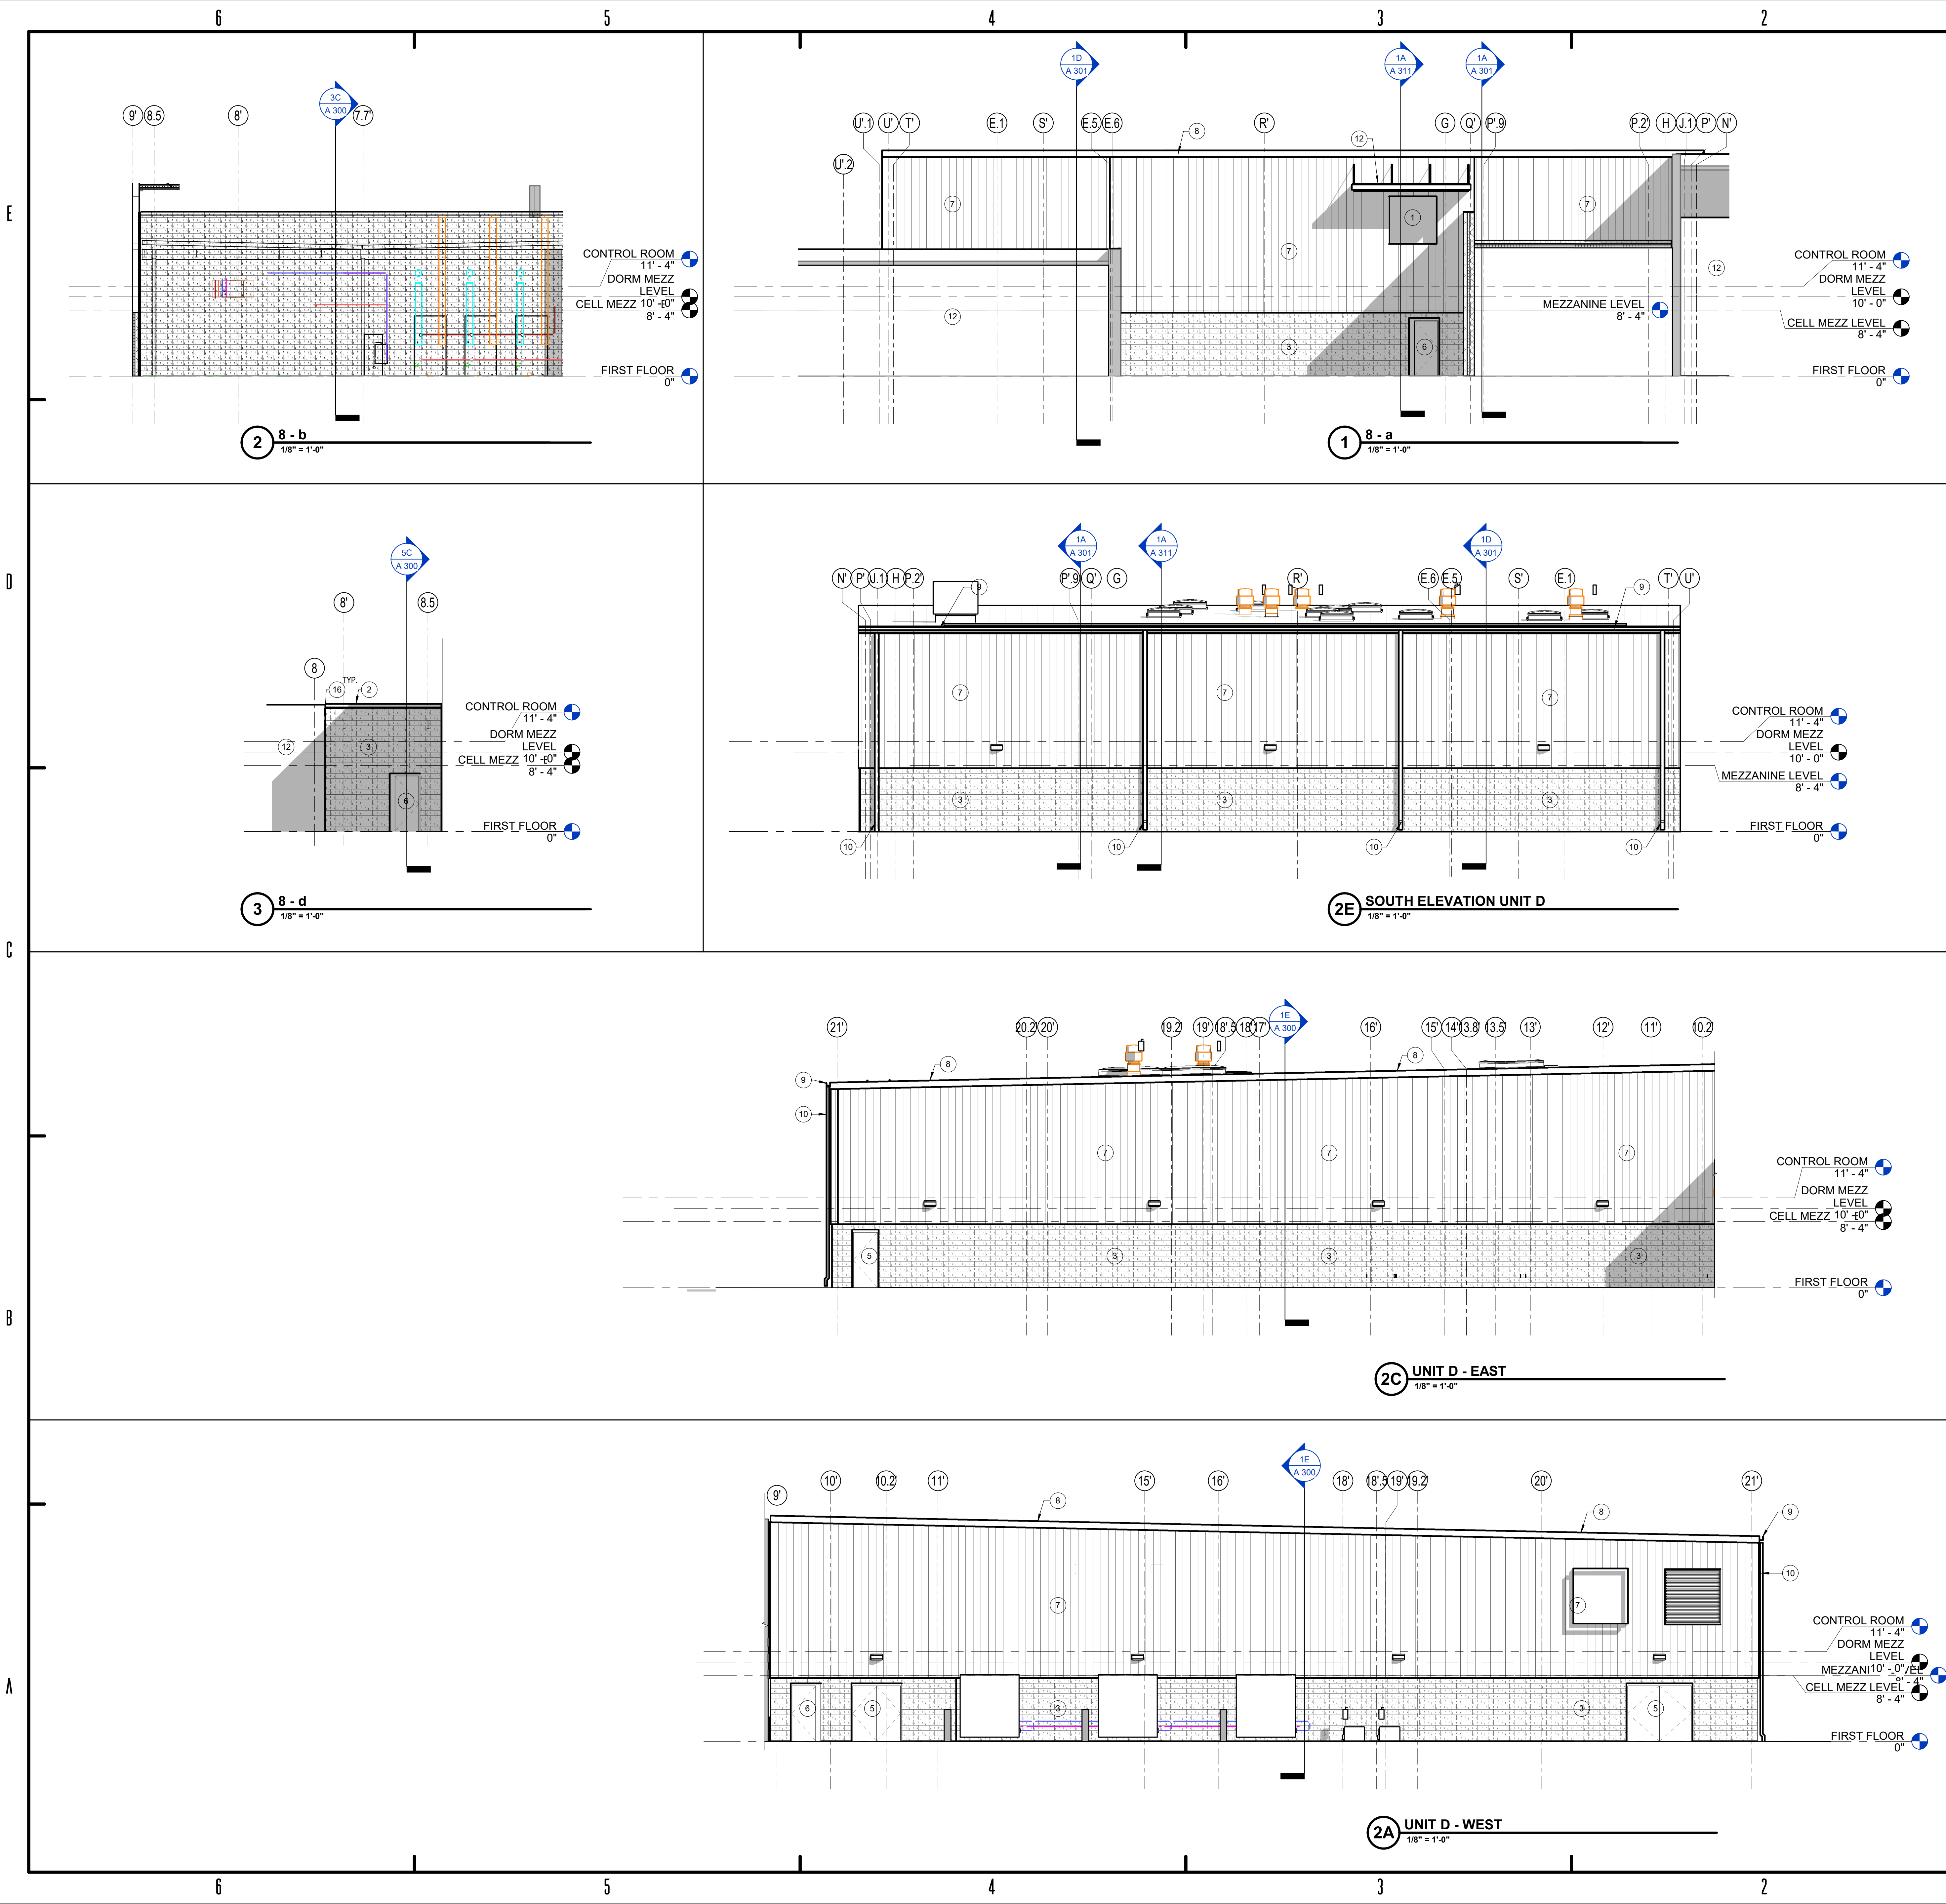 6 5 4 3 2
E
D
C
B
A
3C
A 300
9' 8.5 8' 7.7'
CONTROL ROOM
11' - 4"
DORM MEZZ
LEVEL
10' - 0"
CELL MEZZ
8' - 4"
FIRST FLOOR
0"
2 8 - b
1/8" = 1'-0"
1D
A 301
1A
A 311
1A
A 301
U'.1 U' T' E.1 S' E.5 E.6 R' G Q' P'.9 P.2' H J.1 P' N'
U'.2
8
12
7
1
7
7
12
12
3
6
CONTROL ROOM
11' - 4"
DORM MEZZ
LEVEL
10' - 0"
MEZZANINE LEVEL
8' - 4"
CELL MEZZ LEVEL
8' - 4"
FIRST FLOOR
0"
1 8 - a
1/8" = 1'-0"
5C
A 300
8' 8.5
8
TYP.
16 2
12 3
6
CONTROL ROOM
11' - 4"
DORM MEZZ
LEVEL
10' - 0"
CELL MEZZ
8' - 4"
FIRST FLOOR
0"
3 8 - d
1/8" = 1'-0"
1A
A 301
1A
A 311
1D
A 301
N' P' J.1 H P.2' P'.9 Q' G R' E.6 E.5 S' E.1 T' U'
9 9
7 7 7
3 3 3
10 10 10 10
CONTROL ROOM
11' - 4"
DORM MEZZ
LEVEL
10' - 0"
MEZZANINE LEVEL
8' - 4"
FIRST FLOOR
0"
2E SOUTH ELEVATION UNIT D
1/8" = 1'-0"
1E
A 300
21' 20.2' 20' 19.2' 19' 18'.5 18' 17' 16' 15' 14' 13.8' 13.5' 13' 12' 11' 10.2'
8 8
9
10
7 7 7
5 3 3 3
CONTROL ROOM
11' - 4"
DORM MEZZ
LEVEL
10' - 0"
CELL MEZZ
8' - 4"
FIRST FLOOR
0"
2C UNIT D - EAST
1/8" = 1'-0"
1E
A 300
9' 10' 10.2' 11' 15' 16' 18' 18'.5 19' 19.2' 20' 21'
8 8 9
10
7 7
6 5 3 3 5
CONTROL ROOM
11' - 4"
DORM MEZZ
LEVEL
10' - 0"
CELL MEZZ LEVEL
8' - 4"
FIRST FLOOR
0"
2A UNIT D - WEST
1/8" = 1'-0"
6 5 4 3 2